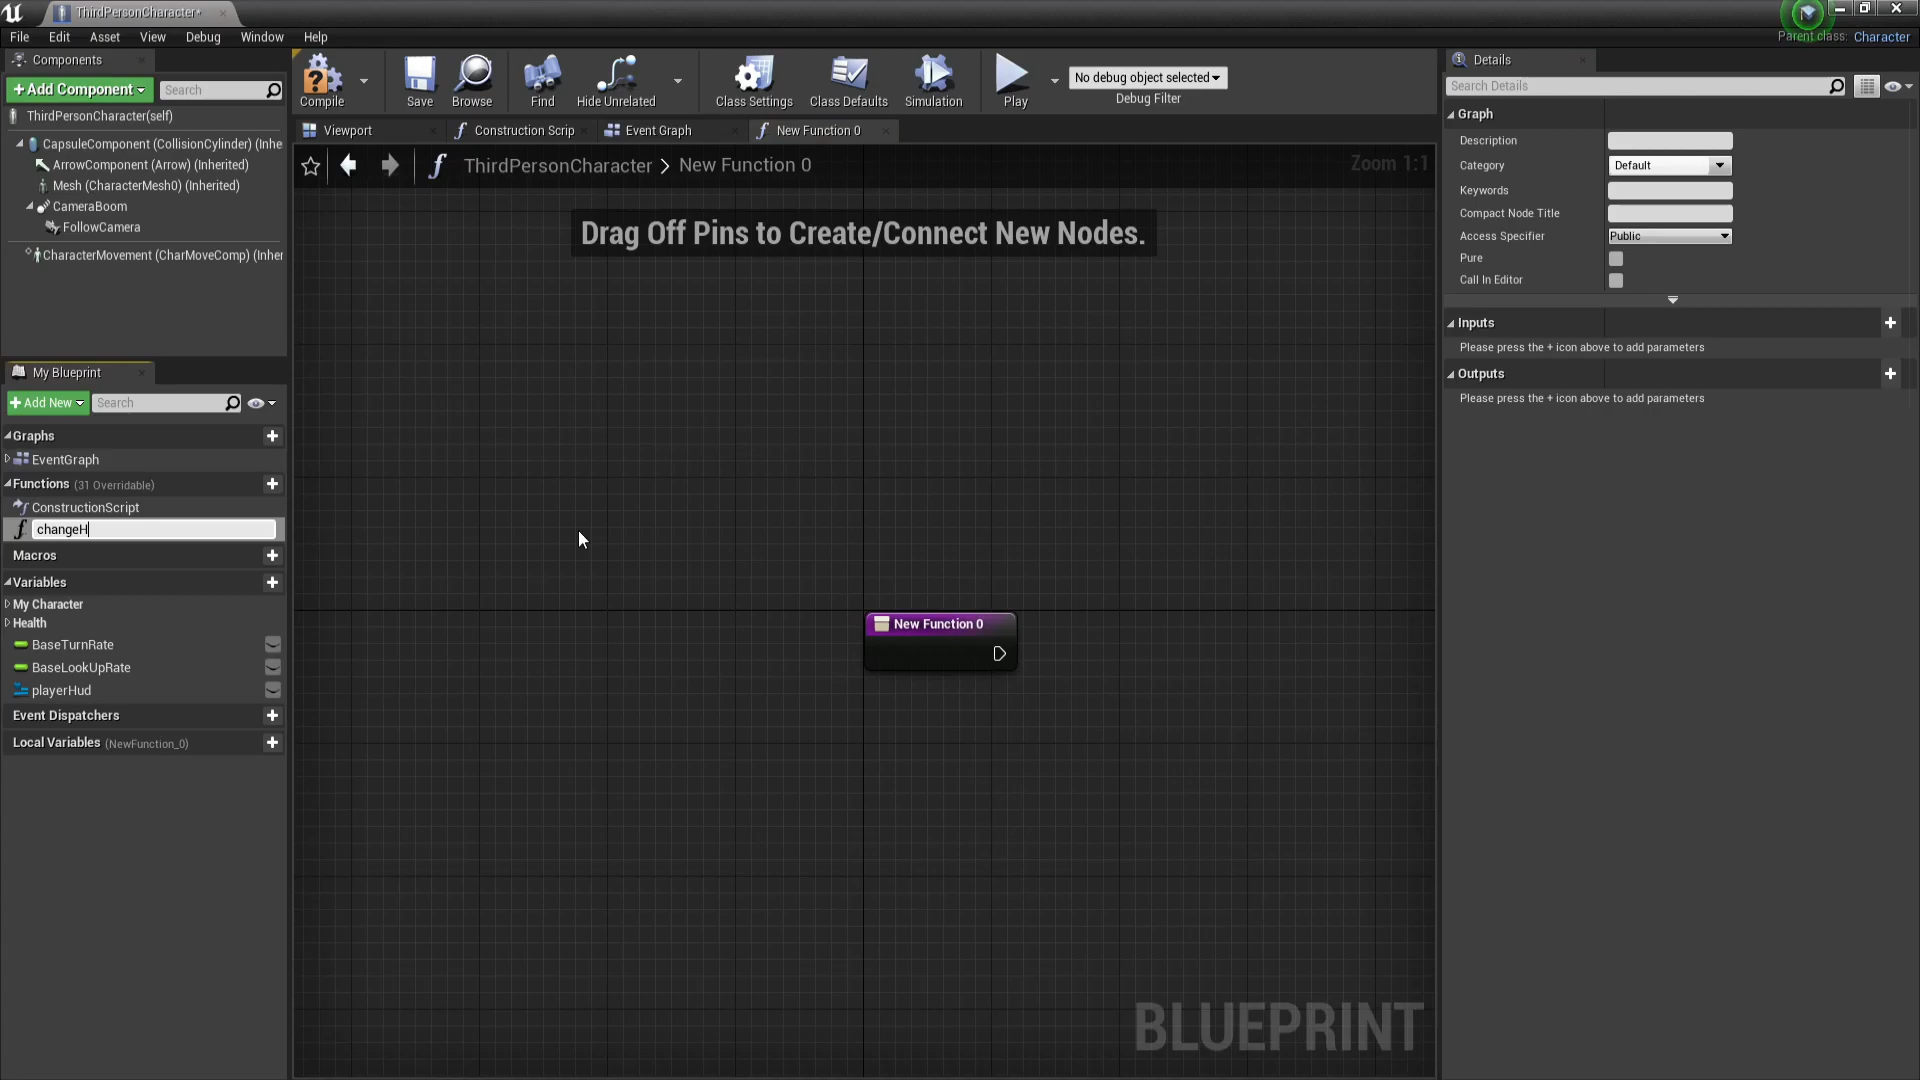 ThirdPersonCharacter*
File Edit Asset View Debug Window Help
Parent class: Character
Components
+Add Component
Search
ThirdPersonCharacter(self)
CapsuleComponent (CollisionCylinder) (Inhe
ArrowComponent (Arrow) (Inherited)
Mesh (CharacterMesh0) (Inherited)
CameraBoom
FollowCamera
CharacterMovement (CharMoveComp) (Inher
My Blueprint
+Add New
Search
Graphs
EventGraph
Functions (31 Overridable)
ConstructionScript
changeH
Macros
Variables
My Character
Health
BaseTurnRate
BaseLookUpRate
playerHud
Event Dispatchers
Local Variables (NewFunction_0)
Compile
Save
Browse
Find
Hide Unrelated
Class Settings
Class Defaults
Simulation
Play
No debug object selected
Debug Filter
Viewport
Construction Scrip
Event Graph
New Function 0
ThirdPersonCharacter > New Function 0
Zoom 1:1
Drag Off Pins to Create/Connect New Nodes.
New Function 0
BLUEPRINT
Details
Search Details
Graph
Description
Category Default
Keywords
Compact Node Title
Access Specifier Public
Pure
Call In Editor
Inputs
Please press the + icon above to add parameters
Outputs
Please press the + icon above to add parameters